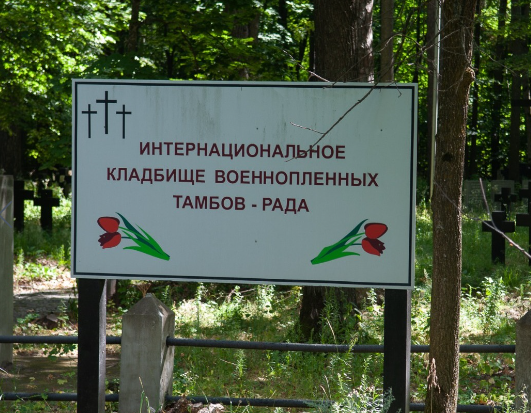 ИНТЕРНАЦИОНАЛЬНОЕ
КЛАДБИЩЕ ВОЕННОПЛЕННЫХ
ТАМБОВ - РАДА